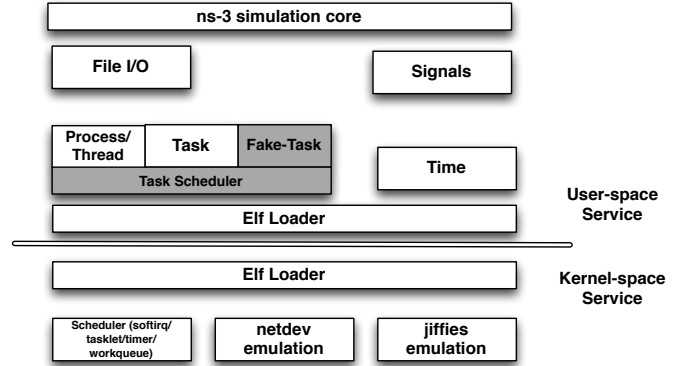 ns-3 simulation core
File I/O
Signals
Process/
Thread
Task
Fake-Task
Task Scheduler
Time
User-space
Service
Elf Loader
Elf Loader
Kernel-space
Service
Scheduler (softirq/
tasklet/timer/
workqueue)
netdev
emulation
jiffies
emulation